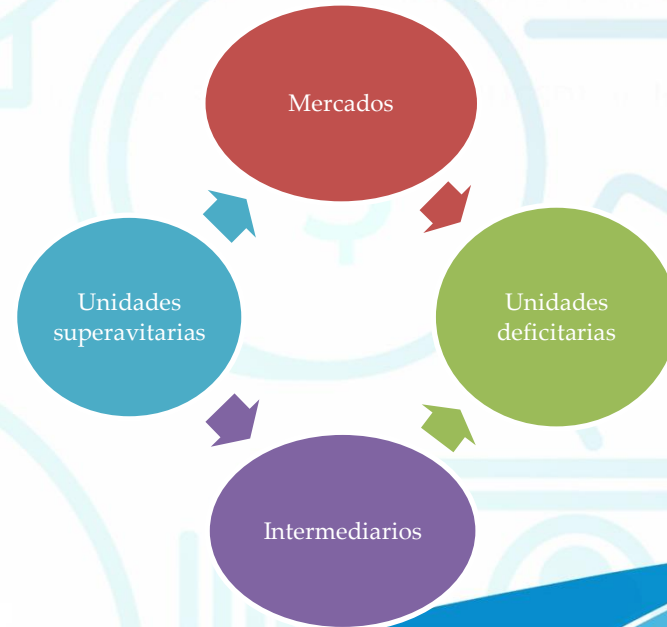 Mercados
Unidades
superavitarias
Unidades
deficitarias
Intermediarios